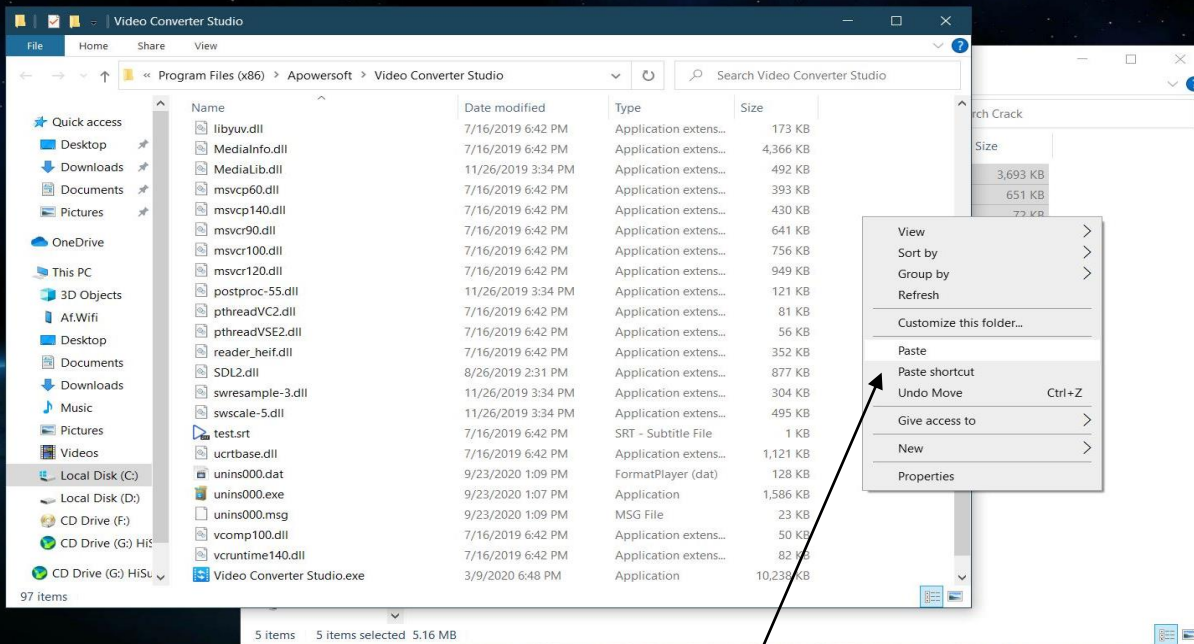 Video Converter Studio
File Home Share View
« Program Files (x86) > Apowersoft > Video Converter Studio
Search Video Converter Studio
Name Date modified Type Size
libyuv.dll 7/16/2019 6:42 PM Application extens... 173 KB
MediaInfo.dll 7/16/2019 6:42 PM Application extens... 4,366 KB
MediaLib.dll 11/26/2019 3:34 PM Application extens... 492 KB
msvcp60.dll 7/16/2019 6:42 PM Application extens... 393 KB
msvcp140.dll 7/16/2019 6:42 PM Application extens... 430 KB
msvcr90.dll 7/16/2019 6:42 PM Application extens... 641 KB
msvcr100.dll 7/16/2019 6:42 PM Application extens... 756 KB
msvcr120.dll 7/16/2019 6:42 PM Application extens... 949 KB
postproc-55.dll 11/26/2019 3:34 PM Application extens... 121 KB
pthreadVC2.dll 7/16/2019 6:42 PM Application extens... 81 KB
pthreadVSE2.dll 7/16/2019 6:42 PM Application extens... 56 KB
reader_heif.dll 7/16/2019 6:42 PM Application extens... 352 KB
SDL2.dll 8/26/2019 2:31 PM Application extens... 877 KB
swresample-3.dll 11/26/2019 3:34 PM Application extens... 304 KB
swscale-5.dll 11/26/2019 3:34 PM Application extens... 495 KB
test.srt 7/16/2019 6:42 PM SRT - Subtitle File 1 KB
ucrtbase.dll 7/16/2019 6:42 PM Application extens... 1,121 KB
unins000.dat 9/23/2020 1:09 PM FormatPlayer (dat) 128 KB
unins000.exe 9/23/2020 1:07 PM Application 1,586 KB
unins000.msg 9/23/2020 1:09 PM MSG File 23 KB
vcomp100.dll 7/16/2019 6:42 PM Application extens... 50 KB
vcruntime140.dll 7/16/2019 6:42 PM Application extens... 82 KB
Video Converter Studio.exe 3/9/2020 6:48 PM Application 10,238 KB
Quick access
Desktop
Downloads
Documents
Pictures
OneDrive
This PC
3D Objects
Af.Wifi
Desktop
Documents
Downloads
Music
Pictures
Videos
Local Disk (C:)
Local Disk (D:)
CD Drive (F:)
CD Drive (G:) HiS
CD Drive (G:) HiSu
97 items
rch Crack
Size
3,693 KB
651 KB
72 KB
View
Sort by
Group by
Refresh
Customize this folder...
Paste
Paste shortcut
Undo Move Ctrl+Z
Give access to
New
Properties
5 items 5 items selected 5.16 MB